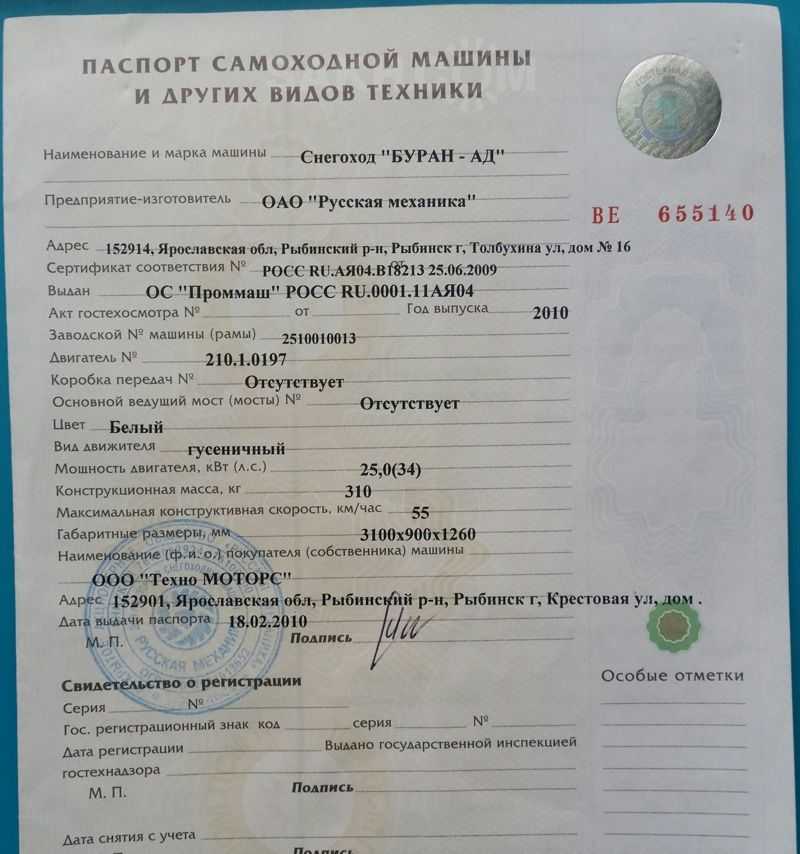 ПАСПОРТ САМОХОДНОЙ МАШИНЫ
И ДРУГИХ ВИДОВ ТЕХНИКИ
Наименование и марка машины Снегоход "БУРАН - АД"
Предприятие-изготовитель ОАО "Русская механика"
ВЕ 655140
Адрес 152914, Ярославская обл, Рыбинский р-н, Рыбинск г, Толбухина ул, дом № 16
Сертификат соответствия № РОСС RU.АЯ04.В18213 от 25.06.2009
Выдан ОС "Проммаш" РОСС RU.0001.11АЯ04
Акт гостехосмотра № от Год выпуска 2010
Заводской № машины (рамы) 2510010013
Двигатель № 210.1.0197
Коробка передач № Отсутствует
Основной ведущий мост (мосты) № Отсутствует
Цвет Белый
Вид движителя гусеничный
Мощность двигателя, кВт (л.с.) 25,0(34)
Конструкционная масса, кг 310
Максимальная конструктивная скорость, км/час 55
Габаритные размеры, мм 3100х900х1260
Наименование (ф.и.о.) покупателя (собственника) машины
ООО "Техно МОТОРС"
Адрес 152901, Ярославская обл, Рыбинский р-н, Рыбинск г, Крестовая ул, дом .
Дата выдачи паспорта 18.02.2010
М. П. Подпись
РУССКАЯ МЕХАНИКА
Особые отметки
Свидетельство о регистрации
Серия №
Гос. регистрационный знак код серия №
Дата регистрации Выдано государственной инспекцией
гостехнадзора
М. П. Подпись
Дата снятия с учета
Подпись